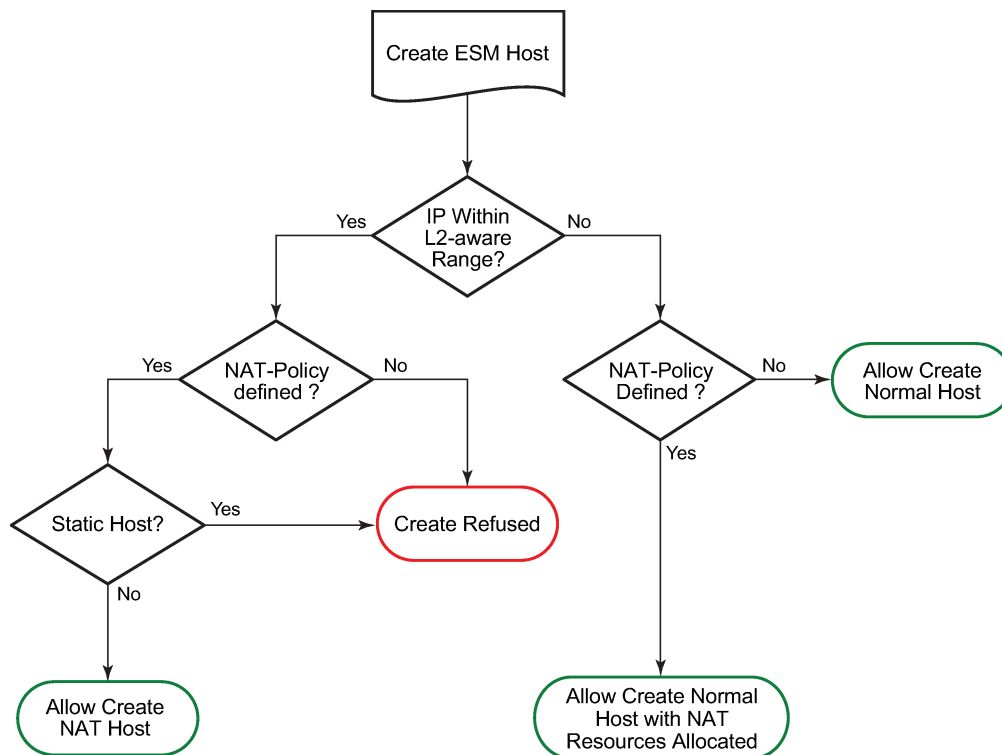 Create ESM Host
Yes
IP Within
L2-aware
Range?
No
Yes
NAT-Policy
defined ?
No
NAT-Policy
Defined ?
No
Allow Create
Normal Host
Yes
Static Host?
Yes
Create Refused
No
Allow Create
NAT Host
Allow Create Normal
Host with NAT
Resources Allocated